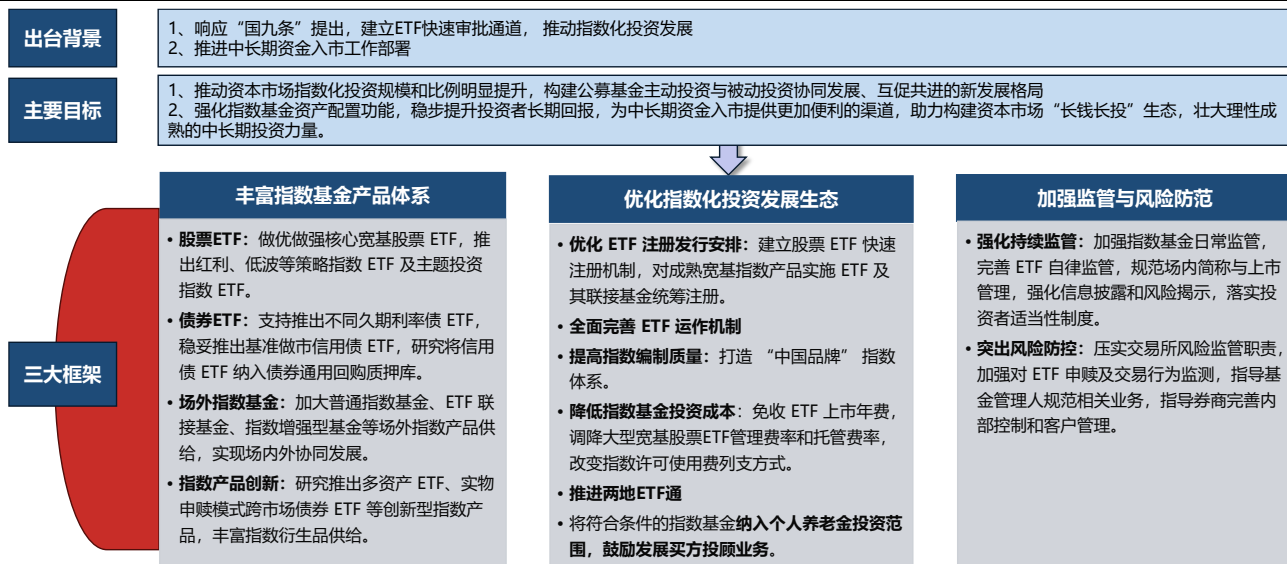 出台背景
1、响应“国九条”提出，建立ETF快速审批通道， 推动指数化投资发展
2、推进中长期资金入市工作部署
主要目标
1、推动资本市场指数化投资规模和比例明显提升，构建公募基金主动投资与被动投资协同发展、互促共进的新发展格局
2、强化指数基金资产配置功能，稳步提升投资者长期回报，为中长期资金入市提供更加便利的渠道，助力构建资本市场“长钱长投”生态，壮大理性成
熟的中长期投资力量。
三大框架
丰富指数基金产品体系
• 股票ETF：做优做强核心宽基股票 ETF，推
出红利、低波等策略指数 ETF 及主题投资
指数 ETF。
• 债券ETF：支持推出不同久期利率债 ETF，
稳妥推出基准做市信用债 ETF，研究将信用
债 ETF 纳入债券通用回购质押库。
• 场外指数基金：加大普通指数基金、ETF 联
接基金、指数增强型基金等场外指数产品供
给，实现场内外协同发展。
• 指数产品创新：研究推出多资产 ETF、实物
申赎模式跨市场债券 ETF 等创新型指数产
品，丰富指数衍生品供给。
优化指数化投资发展生态
• 优化 ETF 注册发行安排：建立股票 ETF 快速
注册机制，对成熟宽基指数产品实施 ETF 及
其联接基金统筹注册。
• 全面完善 ETF 运作机制
• 提高指数编制质量：打造 “中国品牌” 指数
体系。
• 降低指数基金投资成本：免收 ETF 上市年费，
调降大型宽基股票ETF管理费率和托管费率，
改变指数许可使用费列支方式。
• 推进两地ETF通
• 将符合条件的指数基金纳入个人养老金投资范
围，鼓励发展买方投顾业务。
加强监管与风险防范
• 强化持续监管：加强指数基金日常监管，
完善 ETF 自律监管，规范场内简称与上市
管理，强化信息披露和风险揭示，落实投
资者适当性制度。
• 突出风险防控：压实交易所风险监管职责，
加强对 ETF 申赎及交易行为监测，指导基
金管理人规范相关业务，指导券商完善内
部控制和客户管理。